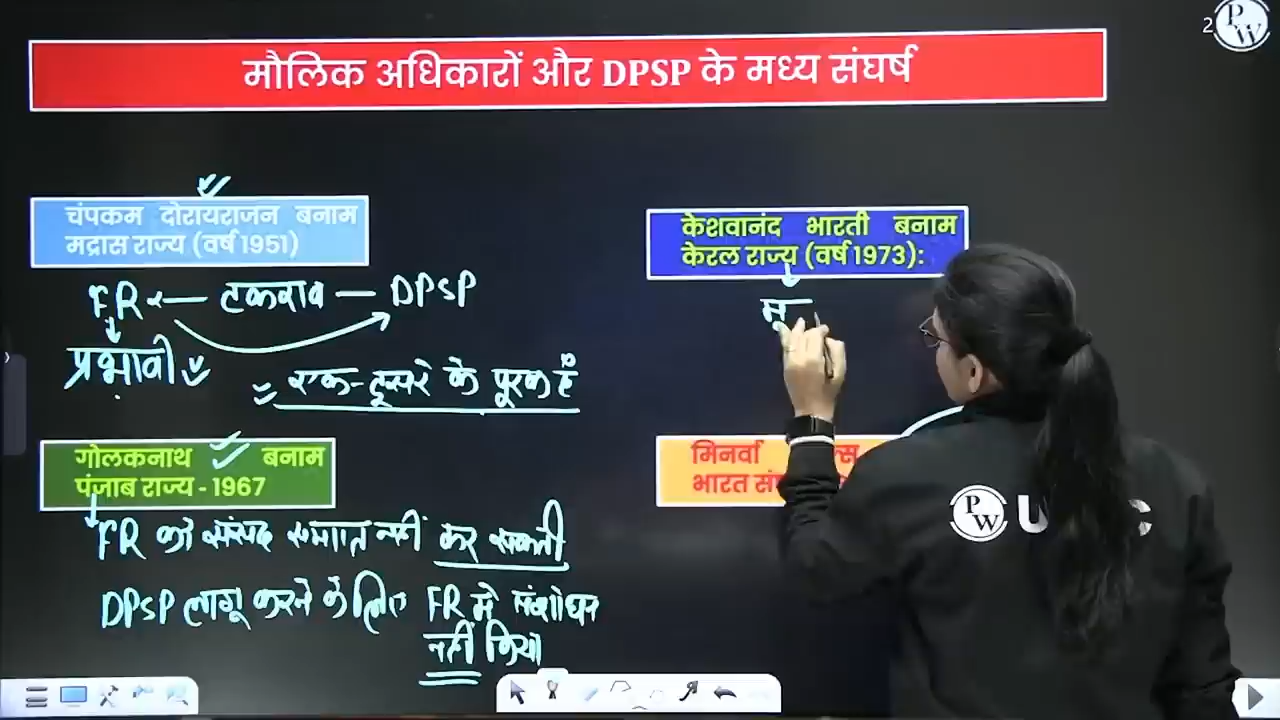 PW
2
मौलिक अधिकारों और DPSP के मध्य संघर्ष
चंपकम दोरायराजन बनाम
मद्रास राज्य (वर्ष 1951)
FR टकराव DPSP
प्रभावी
एक-दूसरे के पूरक हैं
गोलकनाथ बनाम
पंजाब राज्य - 1967
FR को संसद समाप्त नहीं कर सकती
DPSP लागू करने के लिए FR में संशोधन
नहीं किया
केशवानंद भारती बनाम
केरल राज्य (वर्ष 1973):
मू
मिनर्वा
भारत
PW